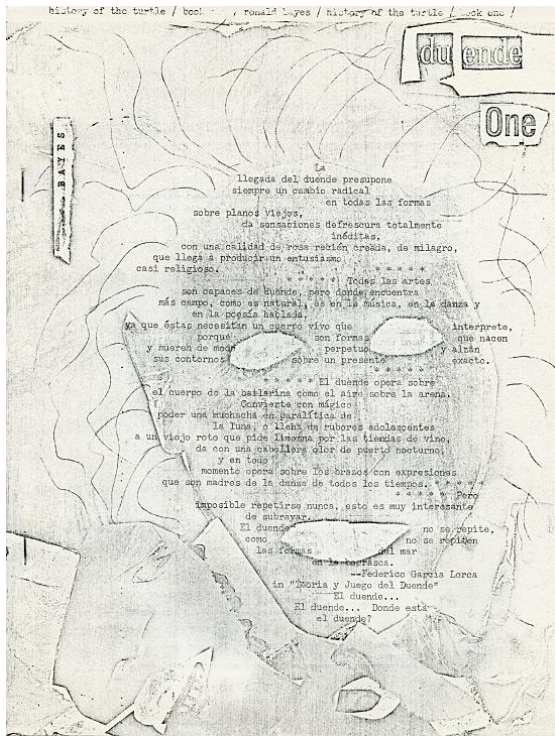 history of the turtle / book , ronald bayes / history of the turtle / book one /
duende
One
BAYES
La
llegada del duende presupone
siempre un cambio radical
en todas las formas
sobre planos viejos,
da sensaciones defrescura totalmente
inéditas,
con una calidad de rosa recién creada, de milagro,
que llega a producir un entusiasmo
casi religioso. * * * * *
* * * * * Todas las artes
son capaces de duende, pero donde encuentra
más campo, como es natural, es en la música, en la danza y
en la poesía hablada,
ya que éstas necesitan un cuerpo vivo que interprete,
porque son formas que nacen
y mueren de modo perpetuo y alzan
sus contornos sobre un presente exacto.
* * * * *
* * * * * El duende opera sobre
el cuerpo de la bailarina como el aire sobre la arena.
Convierte con mágico
poder una muchacha en paralítica de
la luna, o llena de rubores adolescentes
a un viejo roto que pide limosna por las tiendas de vino,
da con una cabellera olor de puerto nocturno,
y en todo
momento opera sobre los brazos con expresiones
que son madres de la danza de todos los tiempos. * * * * *
* * * * * Pero
imposible repetirse nunca, esto es muy interesante
de subrayar.
El duende no se repite,
como no se repiten
las formas del mar
en la borrasca.
--Federico Garcia Lorca
in "Teoria y Juego del Duende"
El duende...
El duende... Donde esta
el duende?